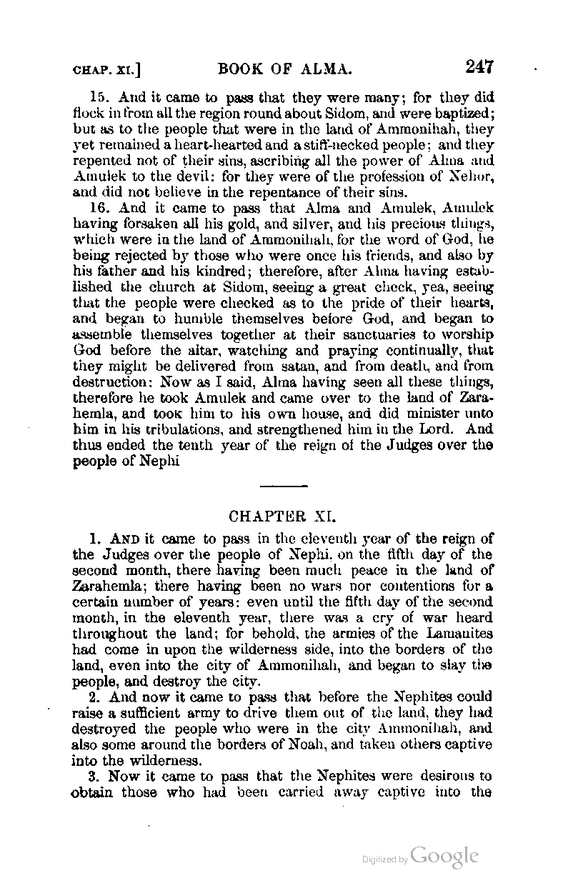 CHAP. XI.] BOOK OF ALMA. 247
15. And it came to pass that they were many; for they did
flock in from all the region round about Sidom, and were baptized;
but as to the people that were in the land of Ammonihah, they
yet remained a heart-hearted and a stiff-necked people; and they
repented not of their sins, ascribing all the power of Alma and
Amulek to the devil: for they were of the profession of Nehor,
and did not believe in the repentance of their sins.
16. And it came to pass that Alma and Amulek, Amulek
having forsaken all his gold, and silver, and his precious things,
which were in the land of Ammonihah, for the word of God, he
being rejected by those who were once his friends, and also by
his father and his kindred; therefore, after Alma having estab-
lished the church at Sidom, seeing a great check, yea, seeing
that the people were checked as to the pride of their hearts,
and began to humble themselves before God, and began to
assemble themselves together at their sanctuaries to worship
God before the altar, watching and praying continually, that
they might be delivered from satan, and from death, and from
destruction: Now as I said, Alma having seen all these things,
therefore he took Amulek and came over to the land of Zara-
hemla, and took him to his own house, and did minister unto
him in his tribulations, and strengthened him in the Lord. And
thus ended the tenth year of the reign of the Judges over the
people of Nephi
CHAPTER XI.
1. AND it came to pass in the eleventh year of the reign of
the Judges over the people of Nephi, on the fifth day of the
second month, there having been much peace in the land of
Zarahemla; there having been no wars nor contentions for a
certain number of years: even until the fifth day of the second
month, in the eleventh year, there was a cry of war heard
throughout the land; for behold, the armies of the Lamanites
had come in upon the wilderness side, into the borders of the
land, even into the city of Ammonihah, and began to slay the
people, and destroy the city.
2. And now it came to pass that before the Nephites could
raise a sufficient army to drive them out of the land, they had
destroyed the people who were in the city Ammonihah, and
also some around the borders of Noah, and taken others captive
into the wilderness.
3. Now it came to pass that the Nephites were desirous to
obtain those who had been carried away captive into the
Digitized by Google